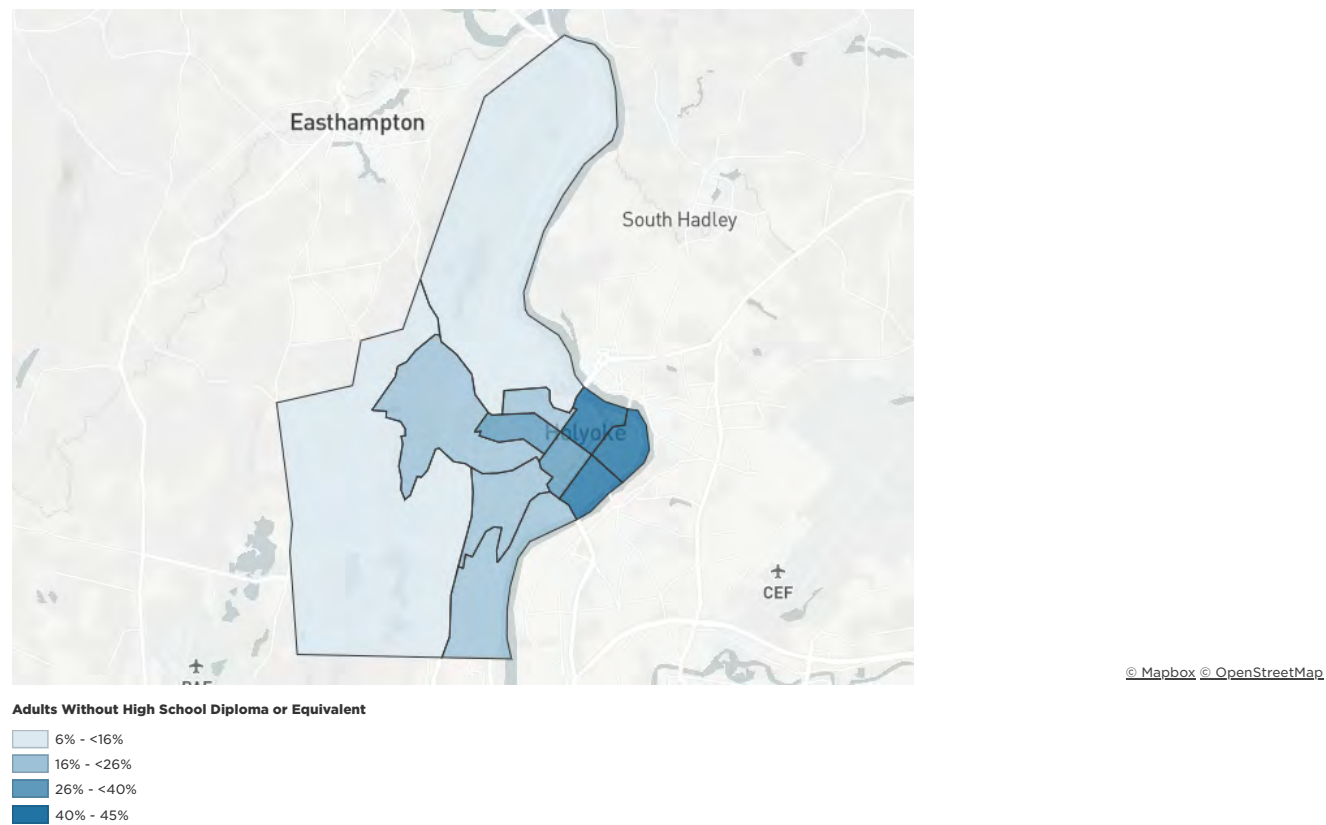 Easthampton
South Hadley
Holyoke
CEF
© Mapbox © OpenStreetMap
Adults Without High School Diploma or Equivalent
6% - <16%
16% - <26%
26% - <40%
40% - 45%